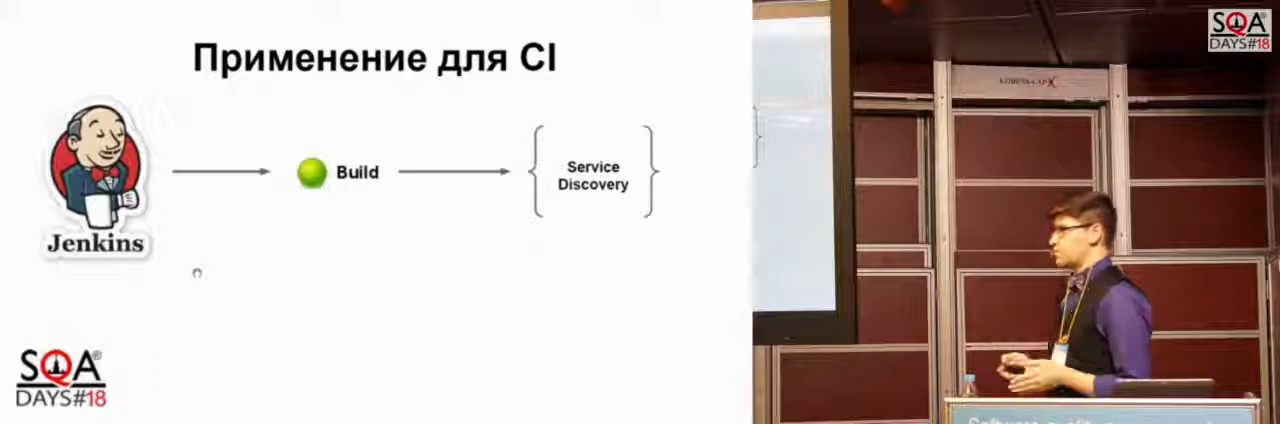 Применение для CI
Jenkins
Build
Service
Discovery
SQA®
DAYS#18
SQA®
DAYS#18